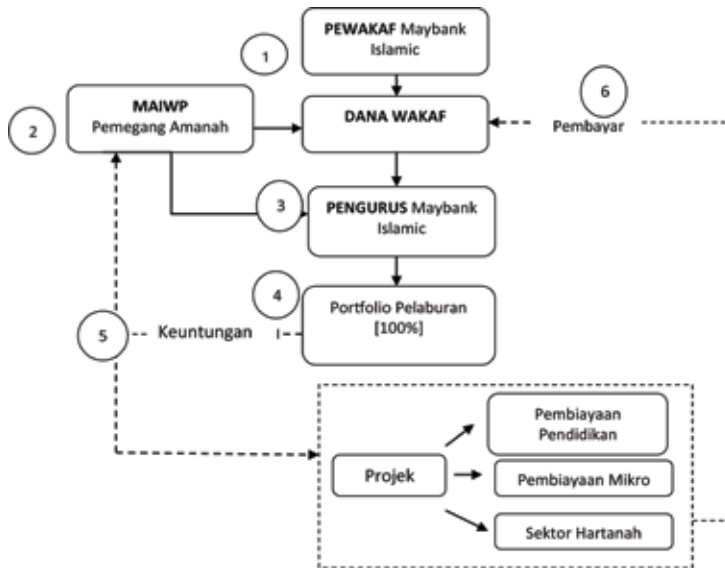 1
PEWAKAF Maybank
Islamic
2
MAIWP
Pemegang Amanah
DANA WAKAF
6
Pembayar
3
PENGURUS Maybank
Islamic
4
Portfolio Pelaburan
[100%]
5
Keuntungan
Projek
Pembiayaan
Pendidikan
Pembiayaan Mikro
Sektor Hartanah